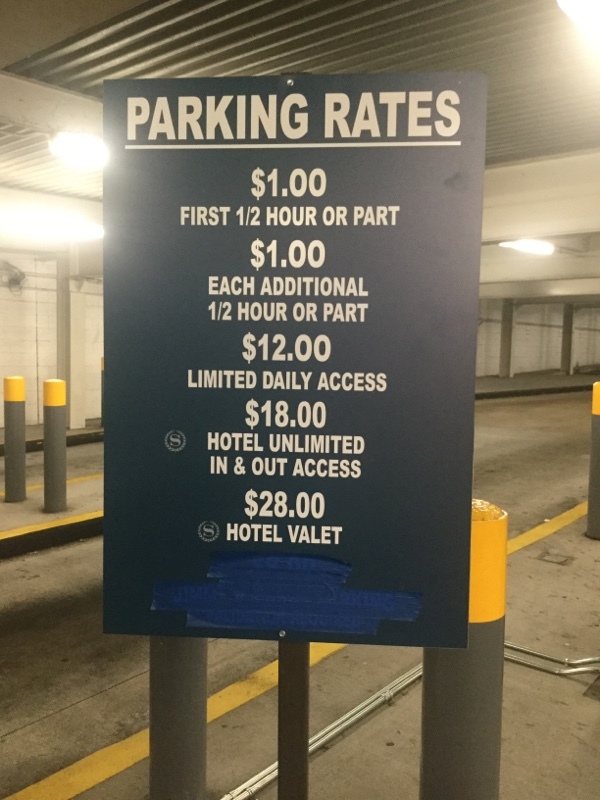 PARKING RATES
$1.00
FIRST 1/2 HOUR OR PART
$1.00
EACH ADDITIONAL
1/2 HOUR OR PART
$12.00
LIMITED DAILY ACCESS
$18.00
S HOTEL UNLIMITED
IN & OUT ACCESS
$28.00
S HOTEL VALET